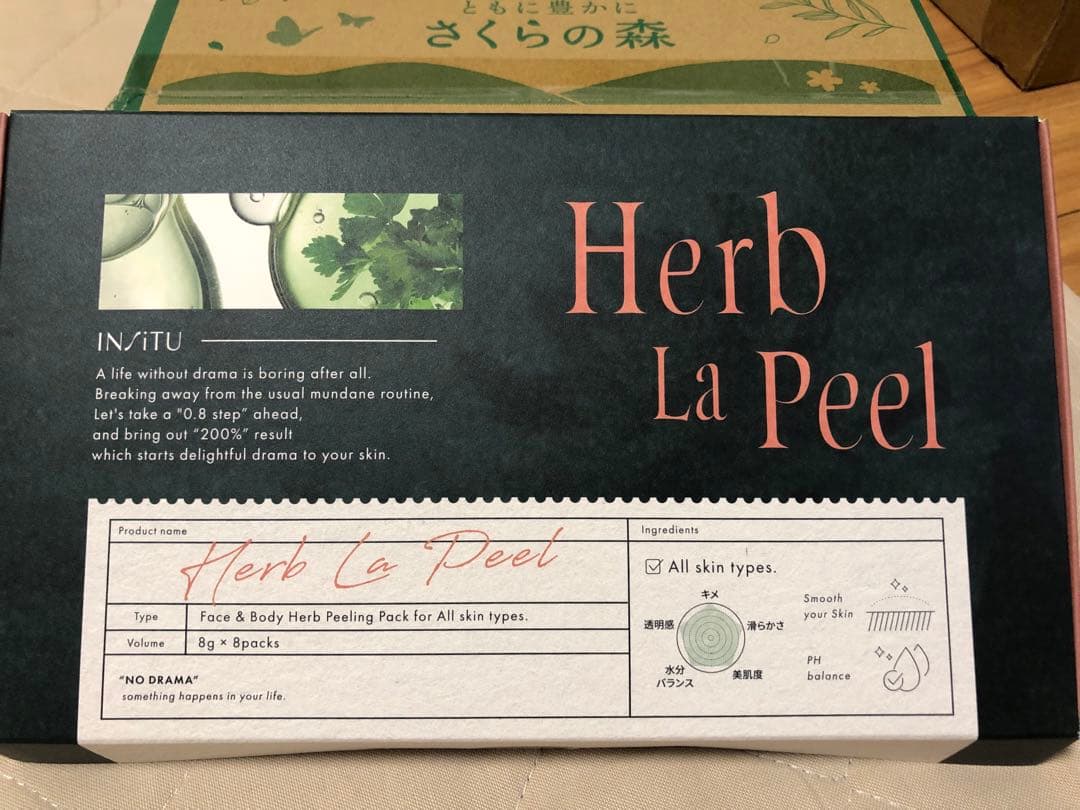 ともに豊かに
さくらの森
Herb
La Peel
INSiTU
A life without drama is boring after all.
Breaking away from the usual mundane routine,
Let's take a "0.8 step" ahead,
and bring out "200%" result
which starts delightful drama to your skin.
Product name
Herb La Peel
Type
Face & Body Herb Peeling Pack for All skin types.
Volume
8g × 8packs
"NO DRAMA"
something happens in your life.
Ingredients
All skin types.
キメ
透明感
滑らかさ
水分
バランス
美肌度
Smooth
your Skin
PH
balance